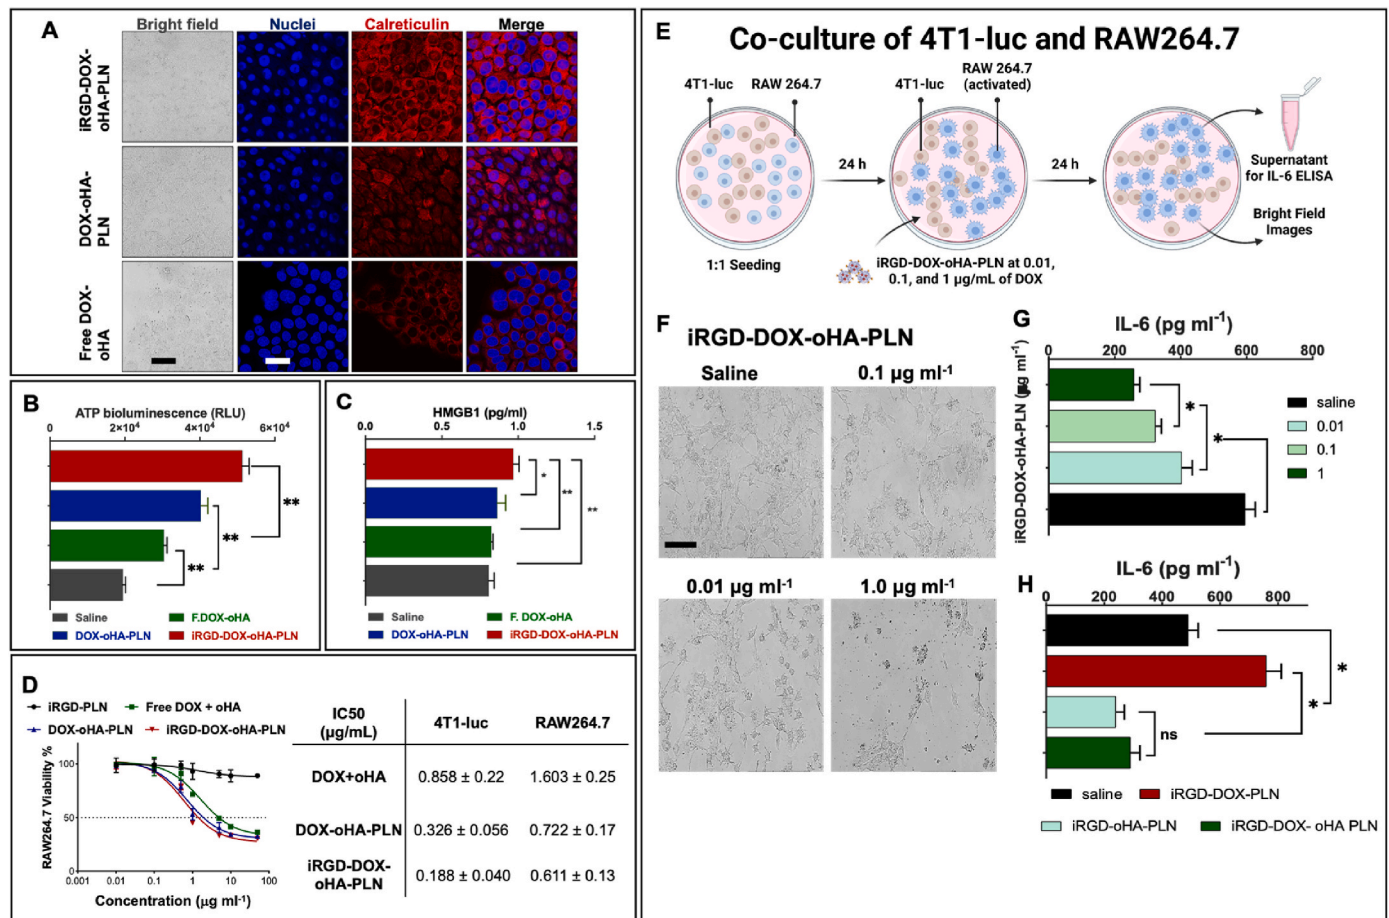 A
Bright field
Nuclei
Calreticulin
Merge
iRGD-DOX-
oHA-PLN
DOX-oHA-
PLN
Free DOX-
oHA
B
ATP bioluminescence (RLU)
0
2×10⁴
4×10⁴
6×10⁴
**
**
**
Saline
F.DOX-oHA
DOX-oHA-PLN
iRGD-DOX-oHA-PLN
C
HMGB1 (pg/ml)
0.0
0.5
1.0
1.5
*
**
**
Saline
F. DOX-oHA
DOX-oHA-PLN
iRGD-DOX-oHA-PLN
D
iRGD-PLN
Free DOX + oHA
DOX-oHA-PLN
iRGD-DOX-oHA-PLN
RAW264.7 Viability %
100
50
0
0.001
0.01
0.1
1
10
100
Concentration (µg ml⁻¹)
IC50
(µg/mL)
4T1-luc
RAW264.7
DOX+oHA
0.858 ± 0.22
1.603 ± 0.25
DOX-oHA-PLN
0.326 ± 0.056
0.722 ± 0.17
iRGD-DOX-
oHA-PLN
0.188 ± 0.040
0.611 ± 0.13
E
Co-culture of 4T1-luc and RAW264.7
4T1-luc
RAW 264.7
4T1-luc
RAW 264.7
(activated)
24 h
24 h
Supernatant
for IL-6 ELISA
Bright Field
Images
1:1 Seeding
iRGD-DOX-oHA-PLN at 0.01,
0.1, and 1 µg/mL of DOX
F
iRGD-DOX-oHA-PLN
Saline
0.1 µg ml⁻¹
0.01 µg ml⁻¹
1.0 µg ml⁻¹
G
IL-6 (pg ml⁻¹)
0
200
400
600
800
iRGD-DOX-oHA-PLN (µg ml⁻¹)
*
*
saline
0.01
0.1
1
H
IL-6 (pg ml⁻¹)
0
200
400
600
800
*
*
ns
saline
iRGD-DOX-PLN
iRGD-oHA-PLN
iRGD-DOX- oHA PLN